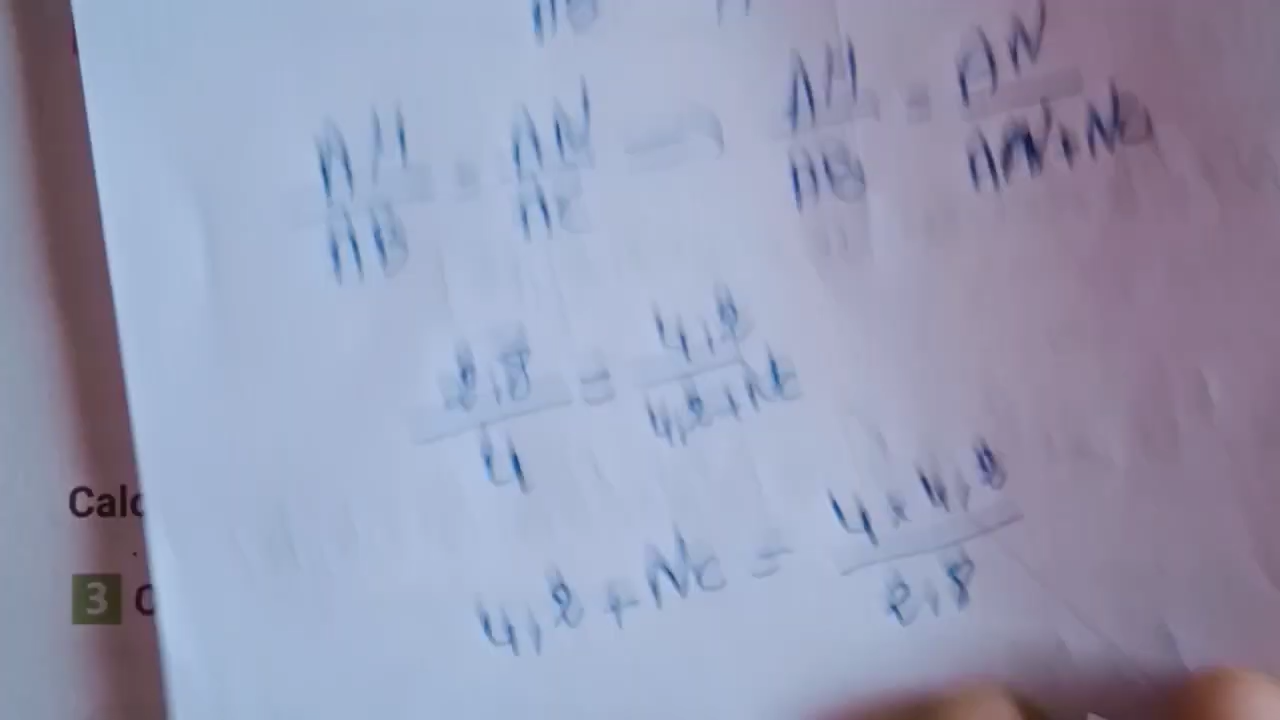 AM/AB = AN/AC → AM/AB = AN/AN+NC
2,8/4 = 4,2/4,2+NC
4,2+NC = 4×4,2/2,8
Calc
3